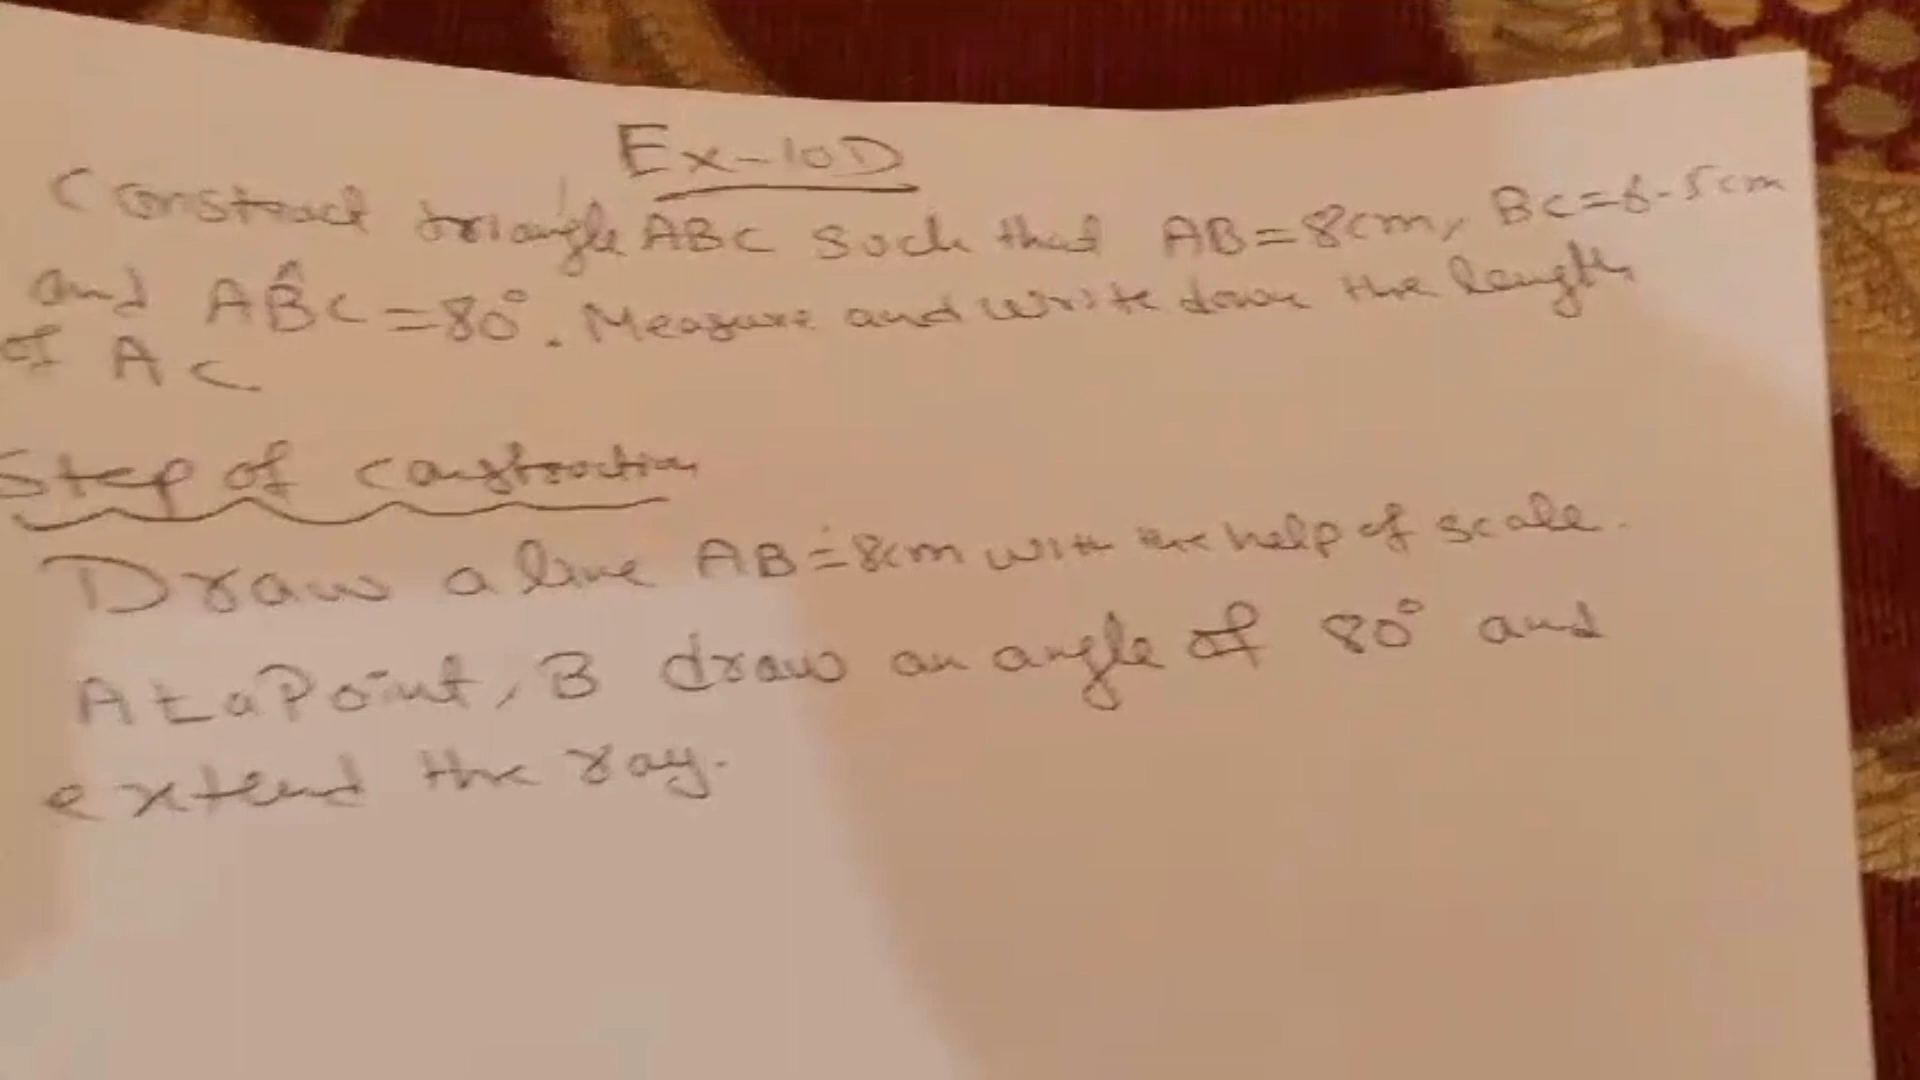 Ex-10D
Construct triangle ABC such that AB=8cm, BC=6.5cm
and AB̂C=80°. Measure and write down the length
of AC
Step of construction
Draw a line AB=8cm with the help of scale.
At a Point, B draw an angle of 80° and
extend the ray.